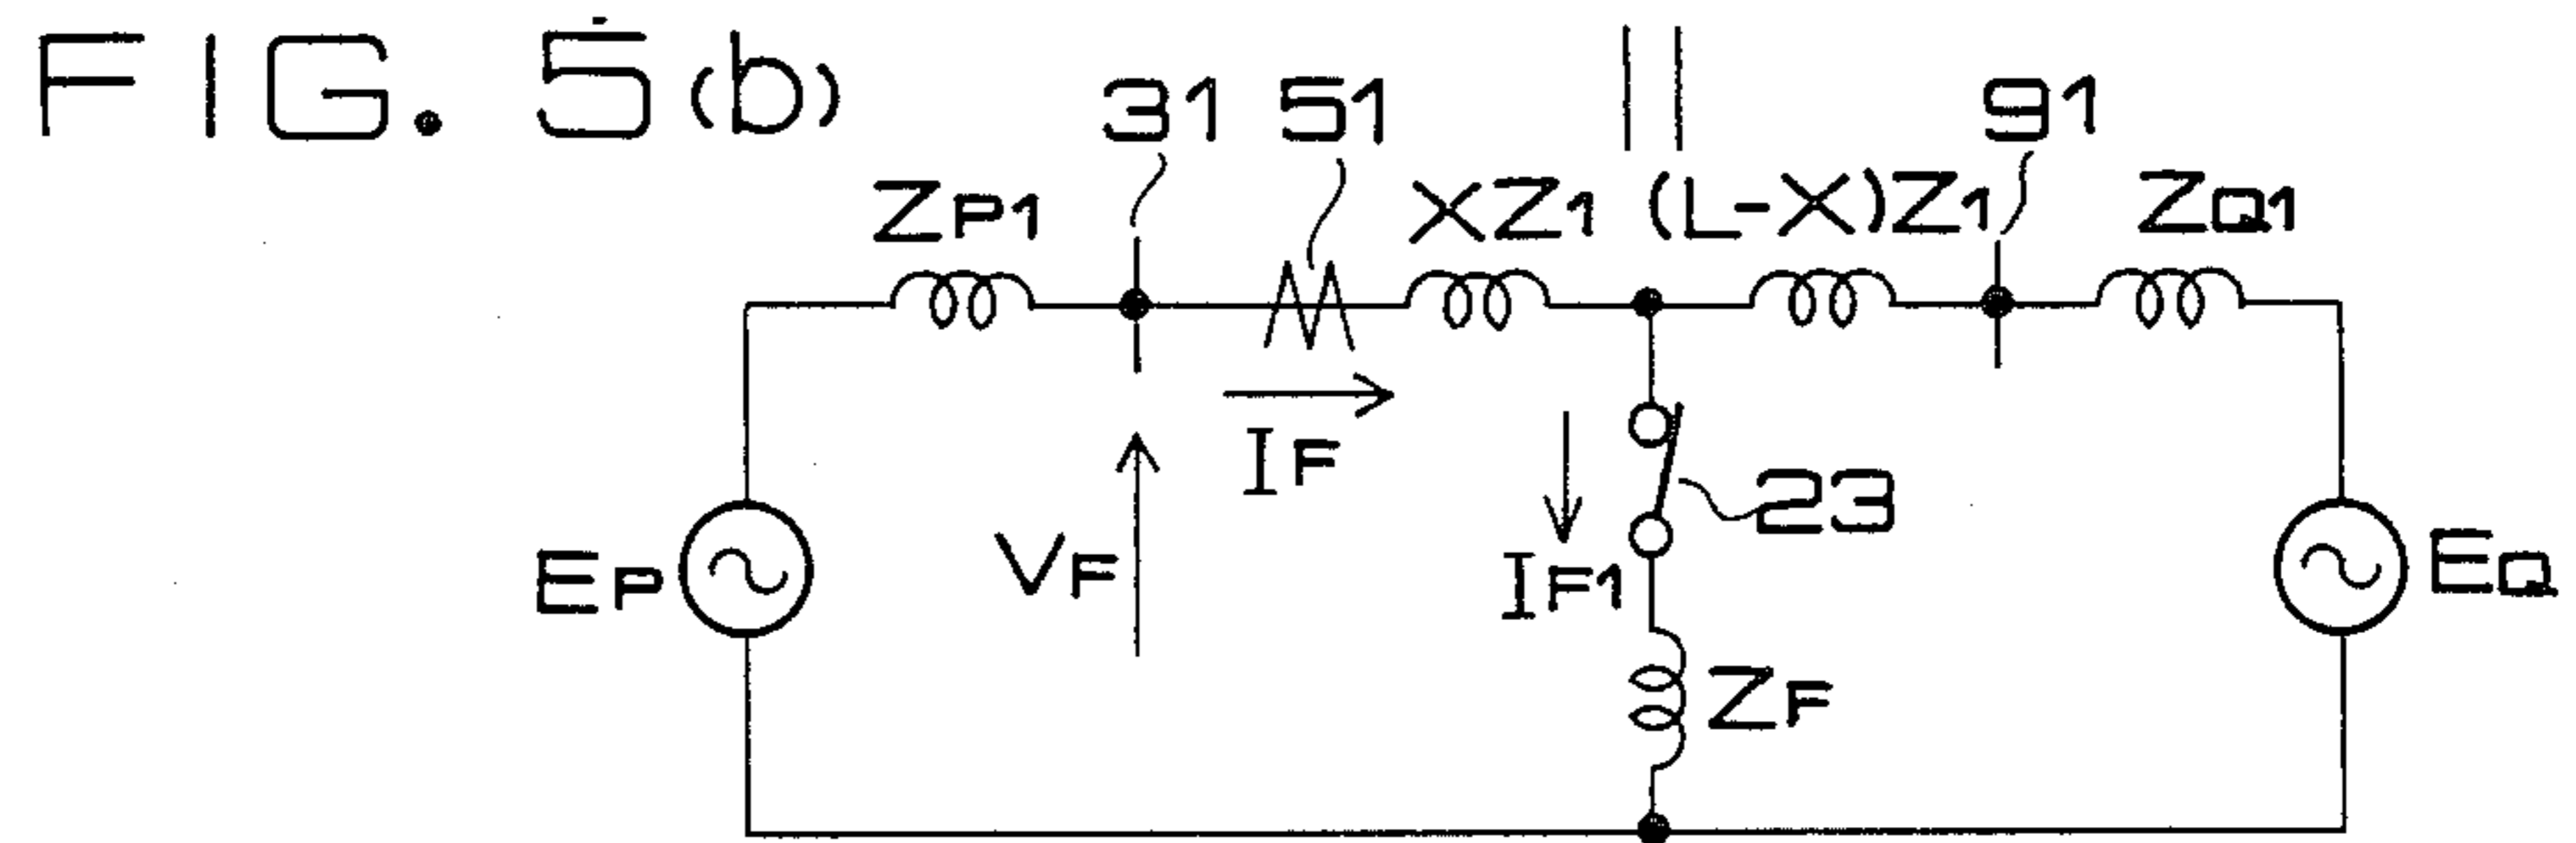 FIG. 5(b)
31
51
91
ZP1
XZ1
(L-X)Z1
ZQ1
IF
VF
IF1
23
EP
EQ
ZF